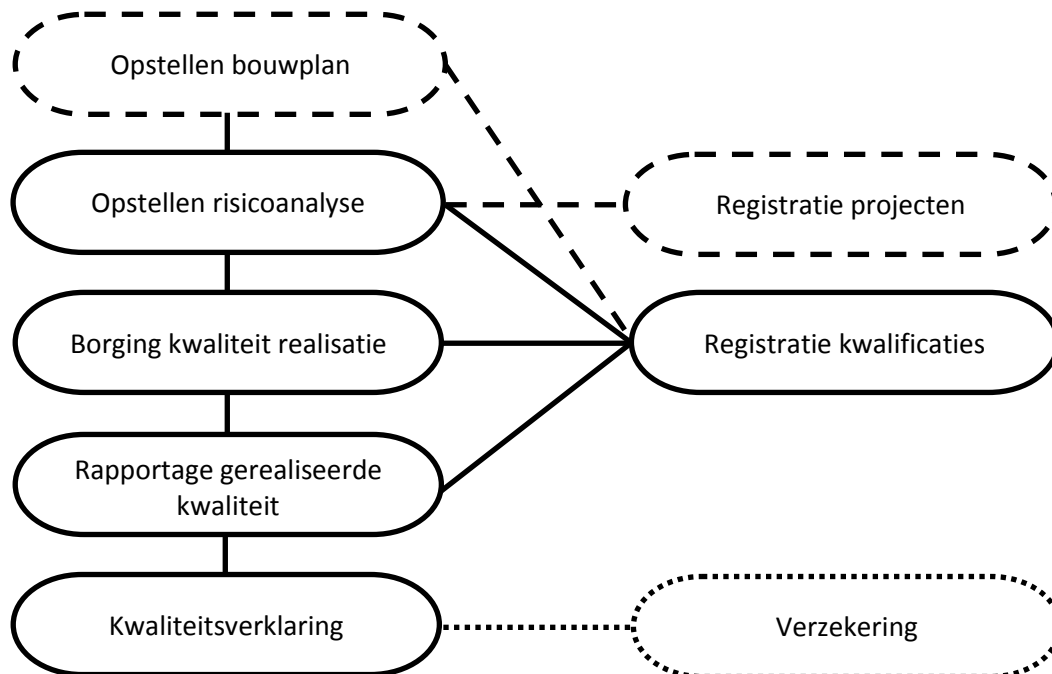 Opstellen bouwplan
Opstellen risicoanalyse
Registratie projecten
Borging kwaliteit realisatie
Registratie kwalificaties
Rapportage gerealiseerde
kwaliteit
Kwaliteitsverklaring
Verzekering